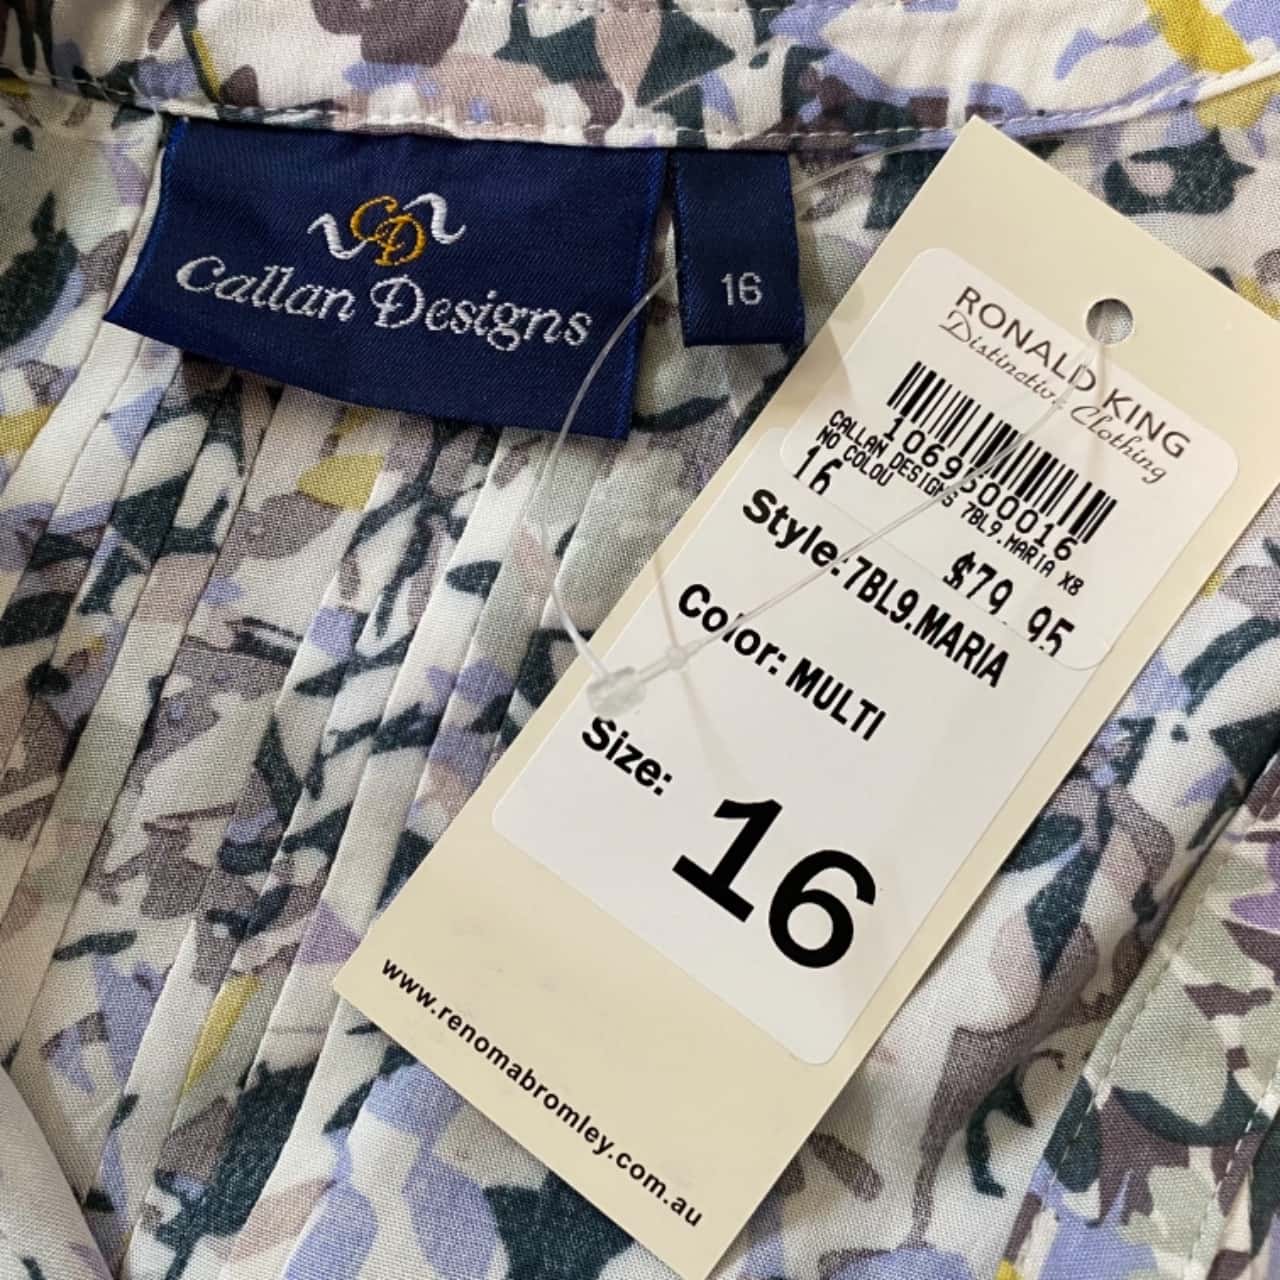 CD
Callan Designs
16
RONALD KING
Distinctive Clothing
1069500016
CALLAN DESIGNS 7BL9.MARIA X8
NO COLOU
16
$79.95
Style:7BL9.MARIA
Color: MULTI
Size:
16
www.renomabromley.com.au